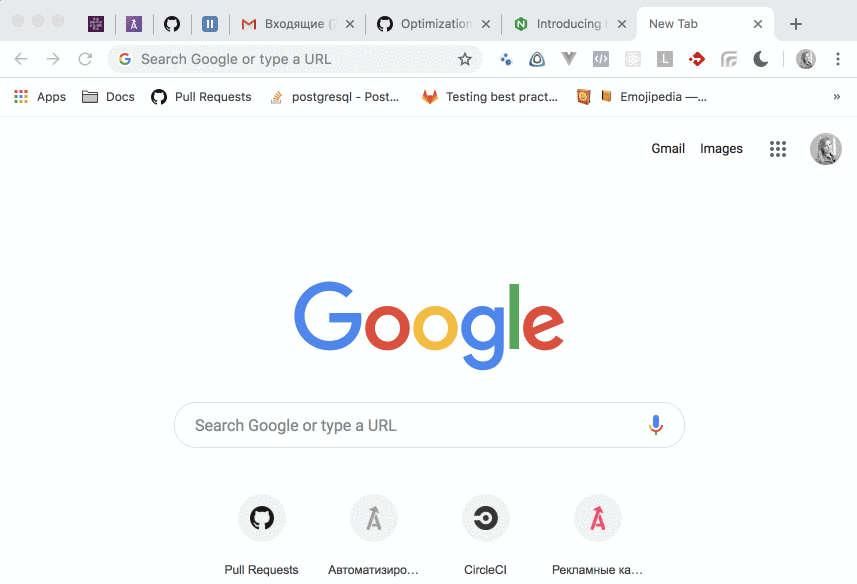 Входящие (
Optimization
Introducing
New Tab
Search Google or type a URL
L
Apps
Docs
Pull Requests
postgresql - Post...
Testing best pract...
Emojipedia —...
»
Gmail
Images
Google
Search Google or type a URL
Pull Requests
Автоматизиро...
CircleCI
Рекламные ка...